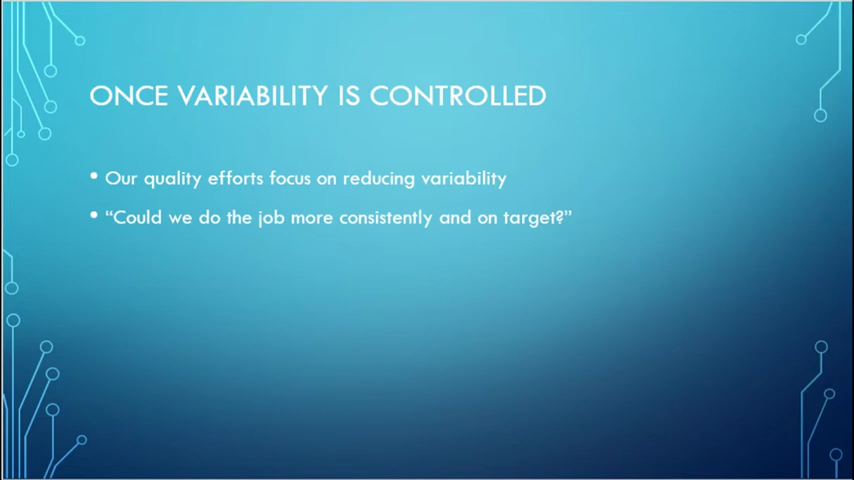 ONCE VARIABILITY IS CONTROLLED
• Our quality efforts focus on reducing variability
• “Could we do the job more consistently and on target?”